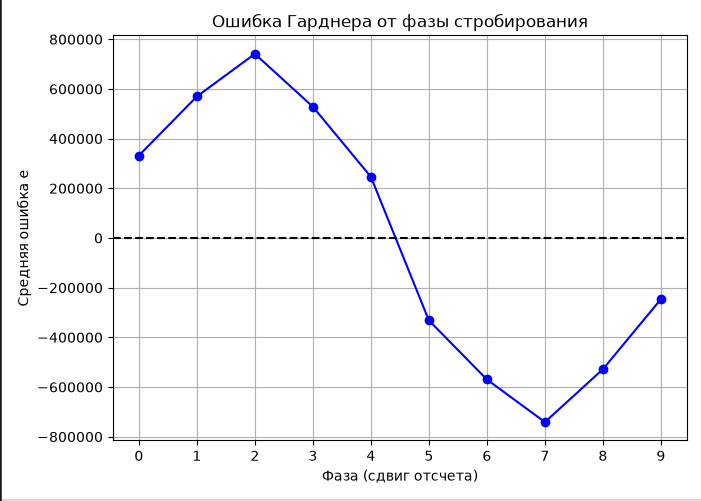 Ошибка Гарднера от фазы стробирования
800000
600000
400000
200000
0
−200000
−400000
−600000
−800000
Средняя ошибка e
0 1 2 3 4 5 6 7 8 9
Фаза (сдвиг отсчета)